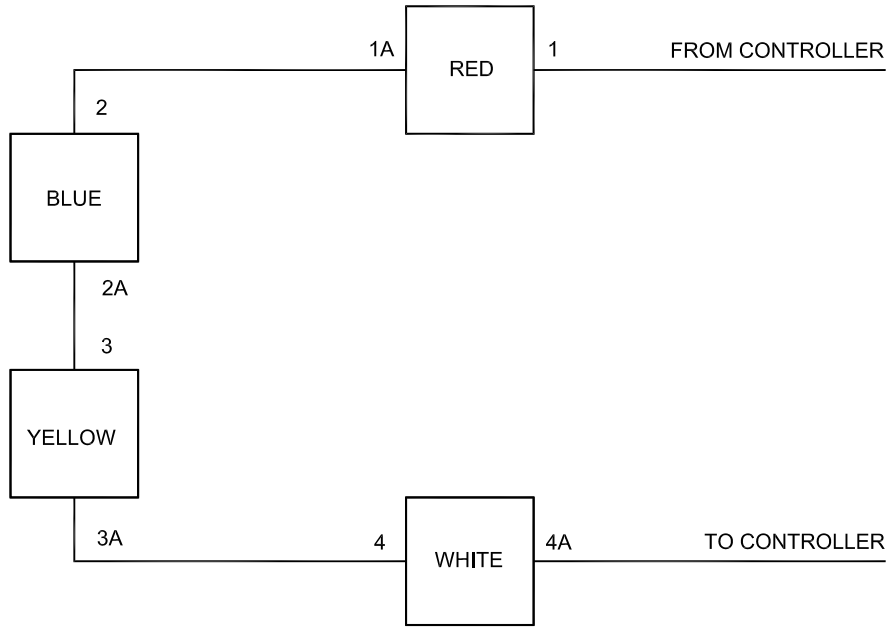 1A
RED
1
FROM CONTROLLER
2
BLUE
2A
3
YELLOW
3A
4
WHITE
4A
TO CONTROLLER